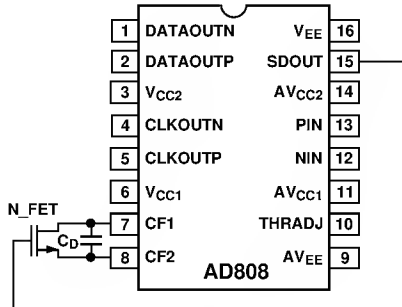 1 DATAOUTN VEE 16
2 DATAOUTP SDOUT 15
3 VCC2 AVCC2 14
4 CLKOUTN PIN 13
5 CLKOUTP NIN 12
6 VCC1 AVCC1 11
N_FET
7 CF1 THRADJ 10
CD
8 CF2 AVEE 9
AD808